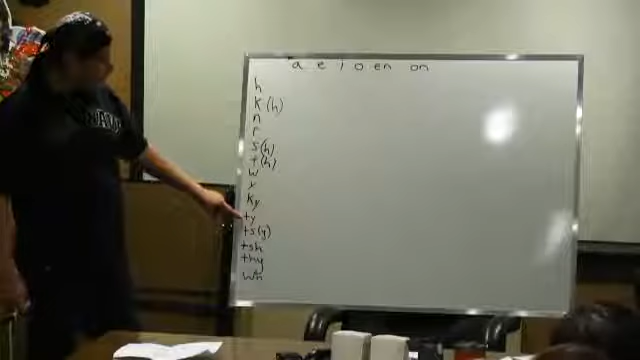 a e i o en on
h
k (h)
n
r
s(h)
t(h)
w
y
ky
ty
ts(y)
tsh
thy
wh